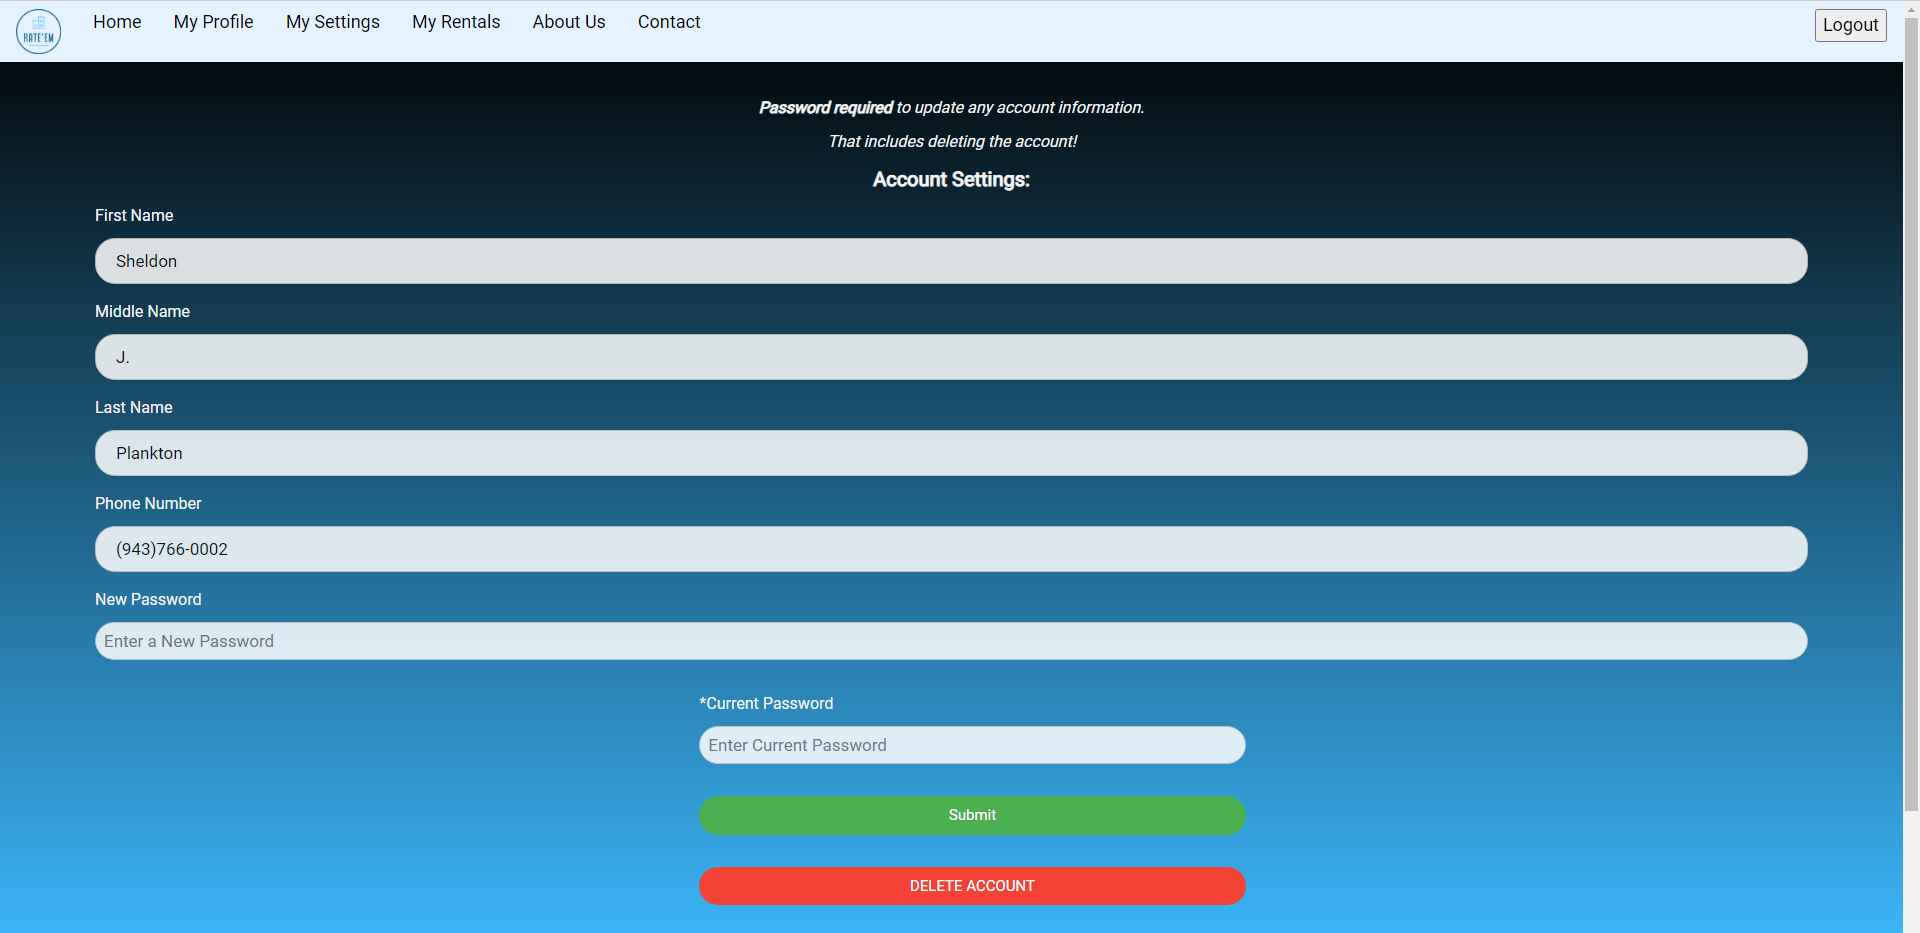 RATE'EM
Home My Profile My Settings My Rentals About Us Contact Logout
Password required to update any account information.
That includes deleting the account!
Account Settings:
First Name
Sheldon
Middle Name
J.
Last Name
Plankton
Phone Number
(943)766-0002
New Password
Enter a New Password
*Current Password
Enter Current Password
Submit
DELETE ACCOUNT